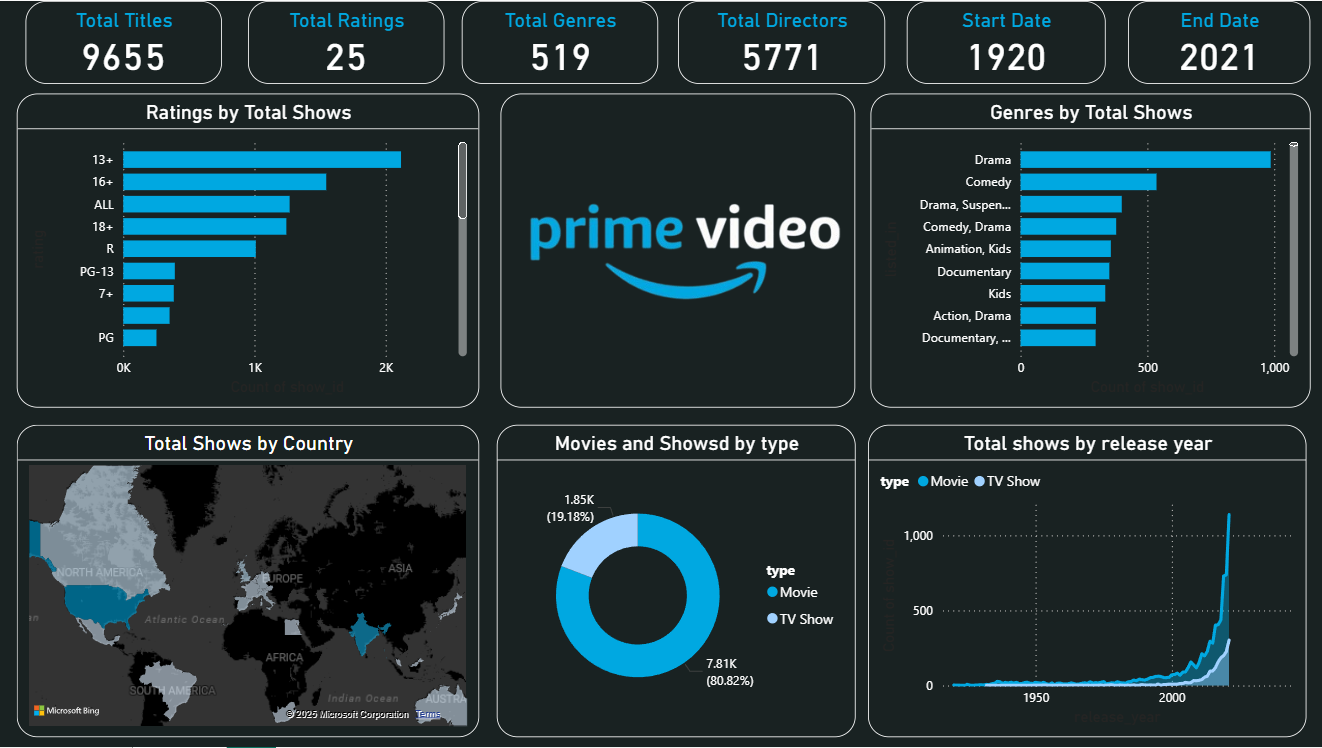 Total Titles
9655
Total Ratings
25
Total Genres
519
Total Directors
5771
Start Date
1920
End Date
2021
Ratings by Total Shows
rating
13+
16+
ALL
18+
R
PG-13
7+
PG
0K 1K 2K
Count of show_id
prime video
Genres by Total Shows
listed_in
Drama
Comedy
Drama, Suspen...
Comedy, Drama
Animation, Kids
Documentary
Kids
Action, Drama
Documentary, ...
0 500 1,000
Count of show_id
Total Shows by Country
NORTH AMERICA
EUROPE
ASIA
Atlantic Ocean
AFRICA
SOUTH AMERICA
Indian Ocean
AUSTRA
Microsoft Bing
© 2025 Microsoft Corporation Terms
Movies and Showsd by type
1.85K
(19.18%)
type
Movie
TV Show
7.81K
(80.82%)
Total shows by release year
type Movie TV Show
Count of show_id
1,000
500
0
1950 2000
release_year